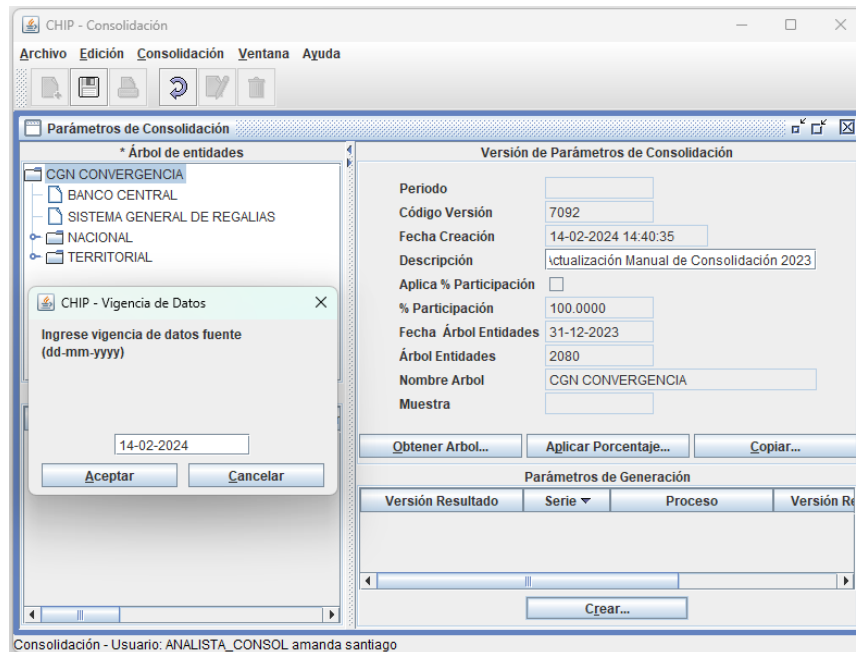 CHIP - Consolidación
Archivo Edición Consolidación Ventana Ayuda
Parámetros de Consolidación
* Árbol de entidades
CGN CONVERGENCIA
BANCO CENTRAL
SISTEMA GENERAL DE REGALIAS
NACIONAL
TERRITORIAL
CHIP - Vigencia de Datos
Ingrese vigencia de datos fuente
(dd-mm-yyyy)
14-02-2024
Aceptar Cancelar
Versión de Parámetros de Consolidación
Periodo
Código Versión 7092
Fecha Creación 14-02-2024 14:40:35
Descripción Actualización Manual de Consolidación 2023
Aplica % Participación
% Participación 100.0000
Fecha Árbol Entidades 31-12-2023
Árbol Entidades 2080
Nombre Arbol CGN CONVERGENCIA
Muestra
Obtener Arbol... Aplicar Porcentaje... Copiar...
Parámetros de Generación
Versión Resultado Serie Proceso Versión Re
Crear...
Consolidación - Usuario: ANALISTA_CONSOL amanda santiago